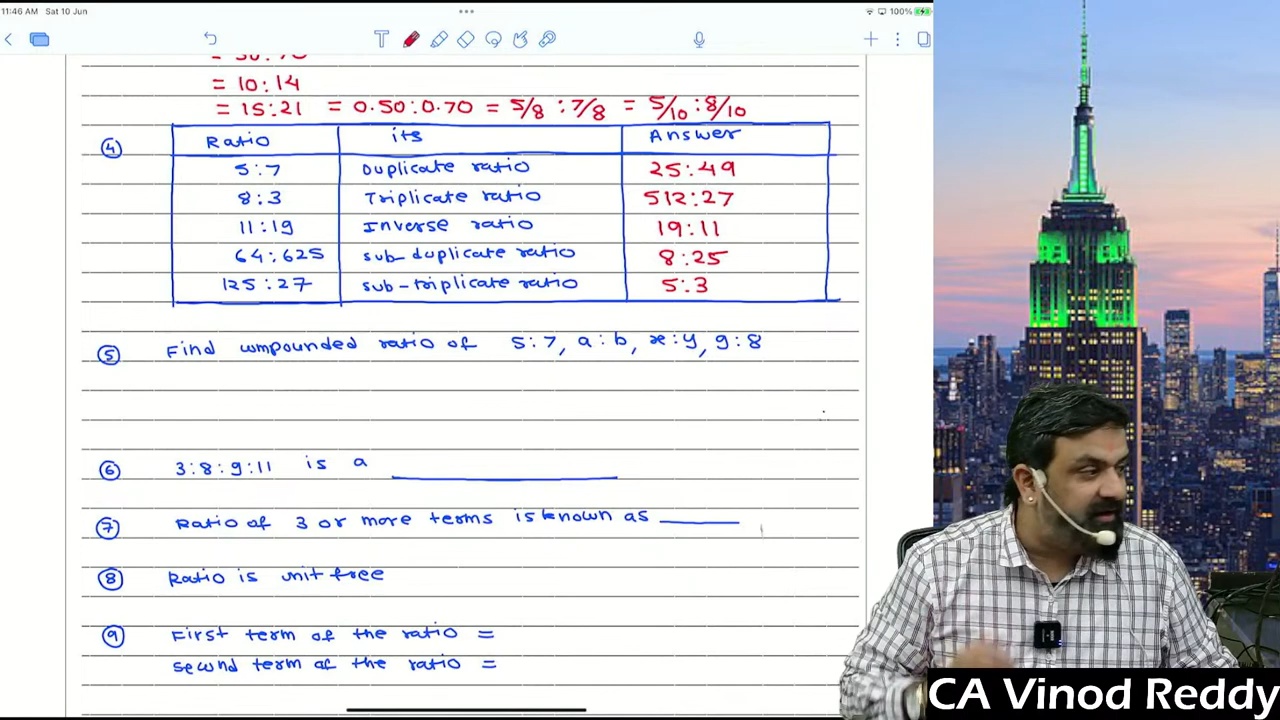 11:46 AM Sat 10 Jun
100%
= 10:14
= 15:21 = 0.50:0.70 = 5/8 : 7/8 = 5/10 : 8/10
④ Ratio its Answer
5:7 Duplicate ratio 25:49
8:3 Triplicate ratio 512:27
11:19 Inverse ratio 19:11
64:625 sub-duplicate ratio 8:25
125:27 sub-triplicate ratio 5:3
⑤ Find compounded ratio of 5:7, a:b, x:y, 9:8
⑥ 3:8:9:11 is a
⑦ Ratio of 3 or more terms is known as
⑧ Ratio is unit free
⑨ First term of the ratio =
second term of the ratio =
CA Vinod Reddy